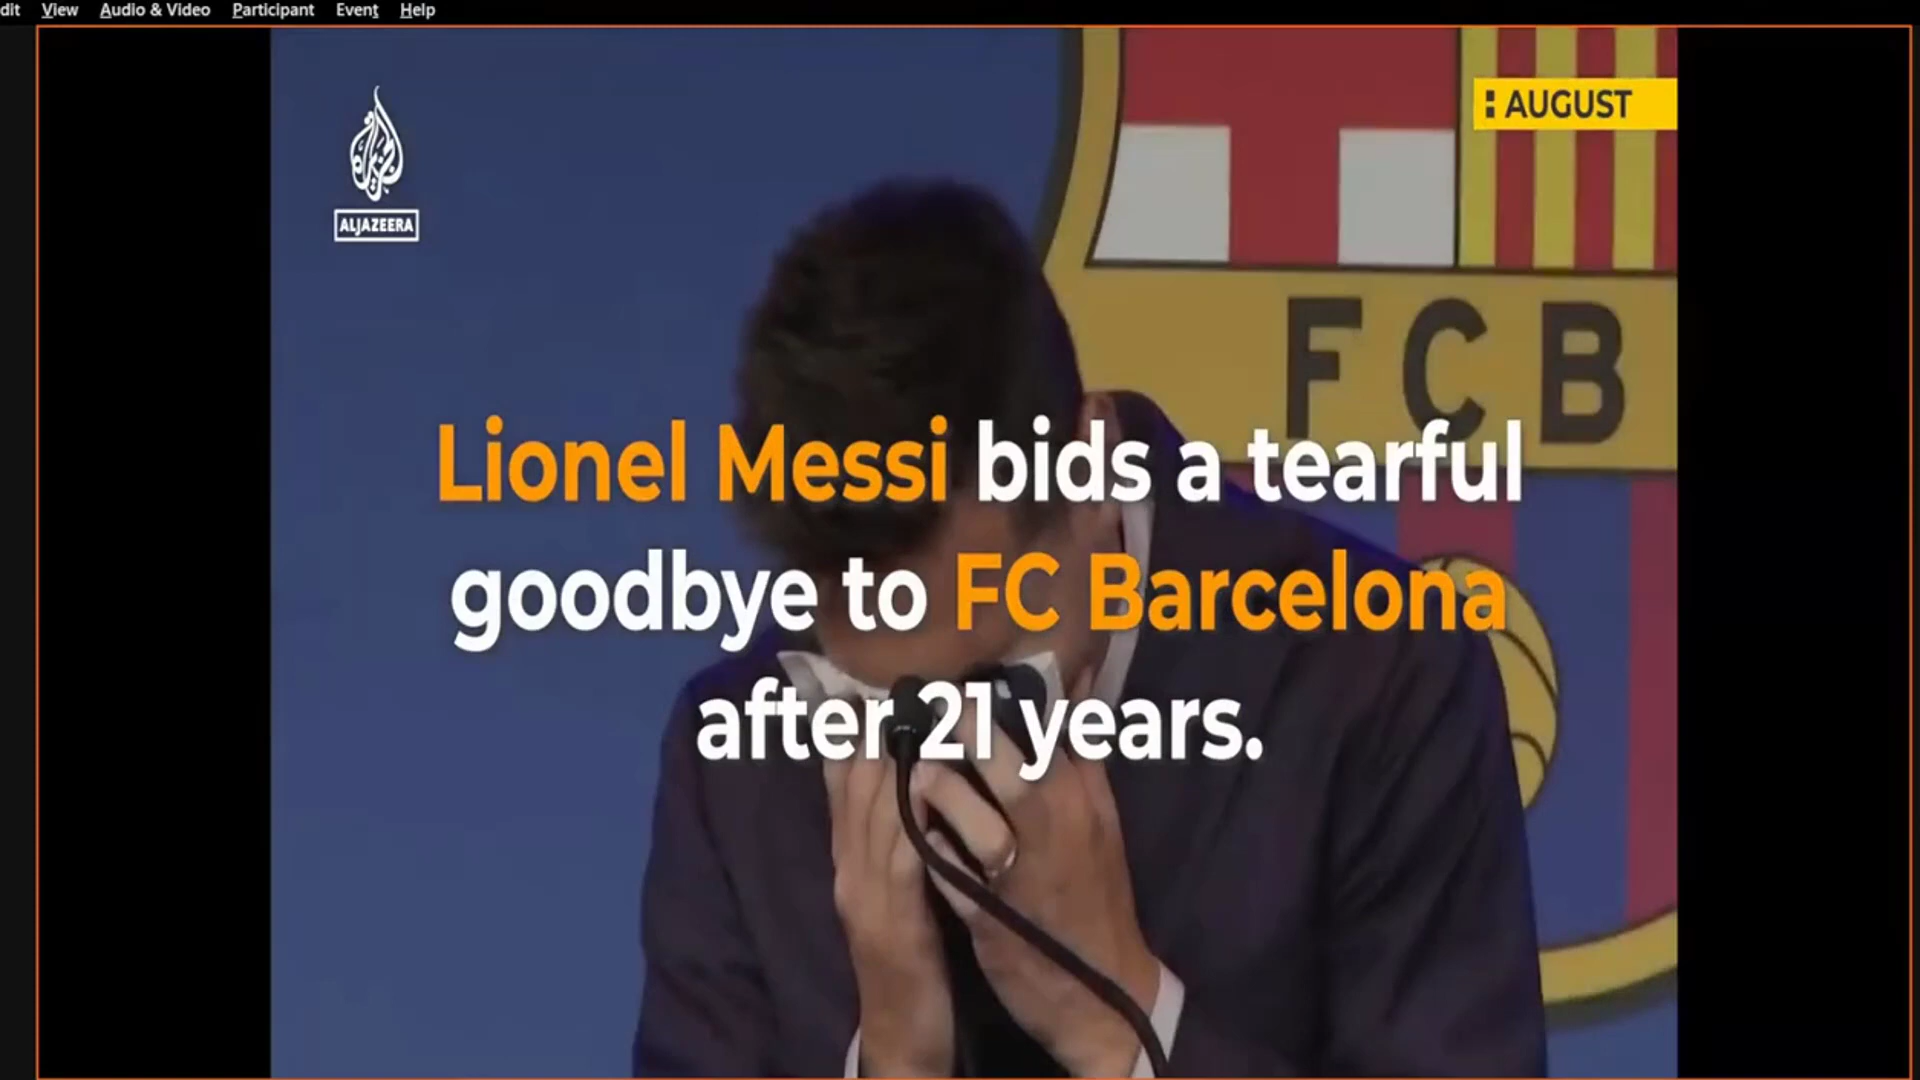 dit View Audio & Video Participant Event Help
: AUGUST
الجزيرة
ALJAZEERA
FCB
Lionel Messi bids a tearful
goodbye to FC Barcelona
after 21 years.